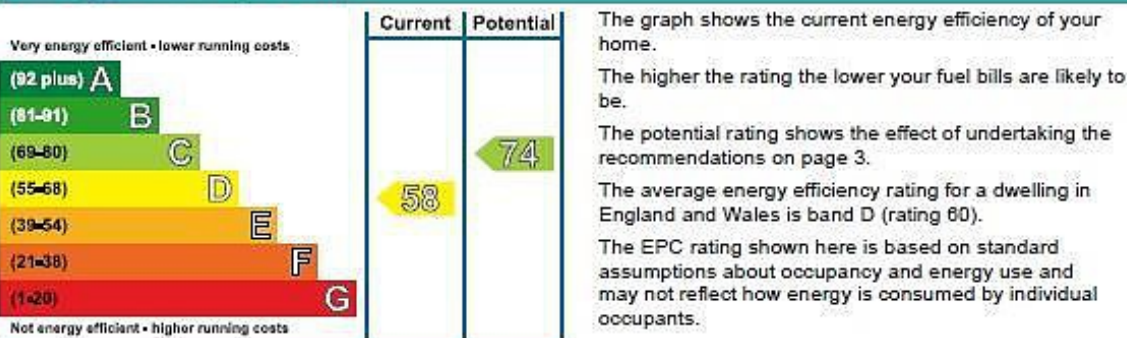 Current Potential
Very energy efficient • lower running costs
(92 plus) A
(81-91) B
(69-80) C
(55-68) D
(39-54) E
(21-38) F
(1-20) G
Not energy efficient • higher running costs
58
74
The graph shows the current energy efficiency of your
home.
The higher the rating the lower your fuel bills are likely to
be.
The potential rating shows the effect of undertaking the
recommendations on page 3.
The average energy efficiency rating for a dwelling in
England and Wales is band D (rating 60).
The EPC rating shown here is based on standard
assumptions about occupancy and energy use and
may not reflect how energy is consumed by individual
occupants.